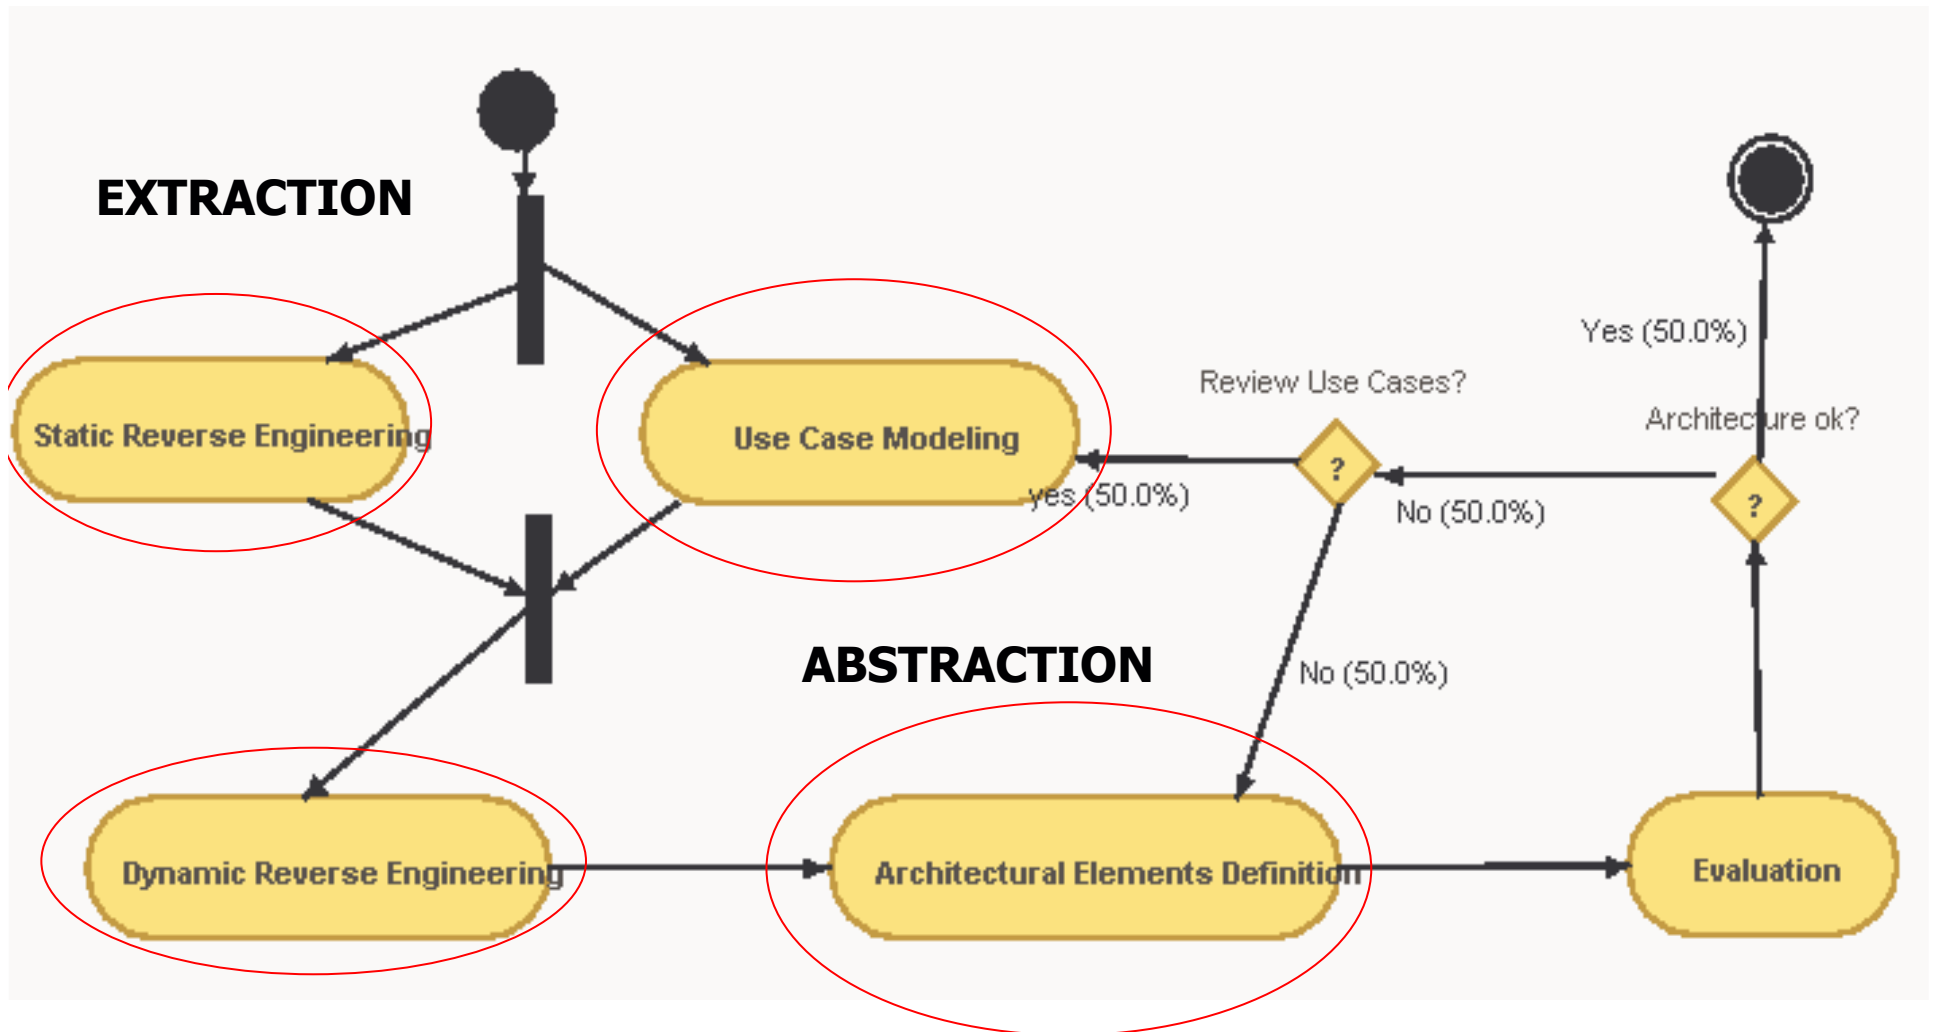 EXTRACTION
Static Reverse Engineering
Use Case Modeling
Review Use Cases?
?
yes (50.0%)
No (50.0%)
Yes (50.0%)
Architecture ok?
?
ABSTRACTION
No (50.0%)
Dynamic Reverse Engineering
Architectural Elements Definition
Evaluation